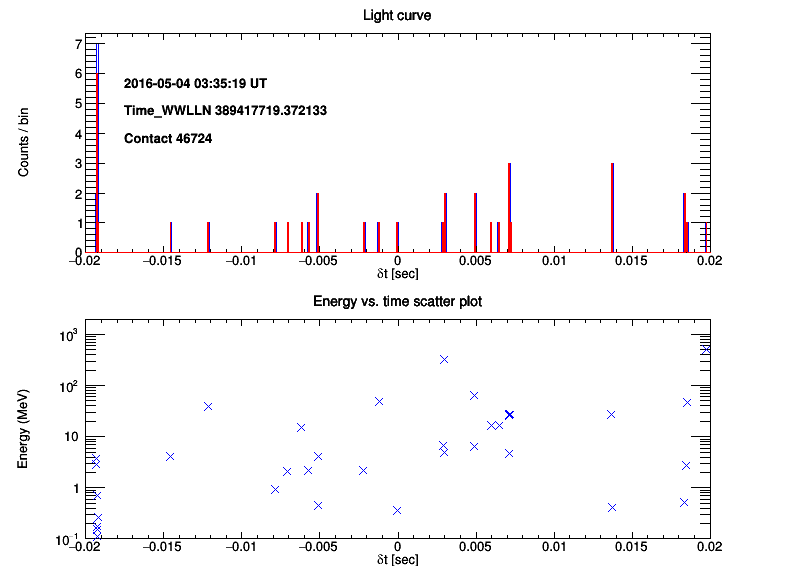 Light curve
Counts / bin
7
6
5
4
3
2
1
0
2016-05-04 03:35:19 UT
Time_WWLLN 389417719.372133
Contact 46724
−0.02 −0.015 −0.01 −0.005 0 0.005 0.01 0.015 0.02
δt [sec]
Energy vs. time scatter plot
Energy (MeV)
10³
10²
10
1
10⁻¹
−0.02 −0.015 −0.01 −0.005 0 0.005 0.01 0.015 0.02
δt [sec]